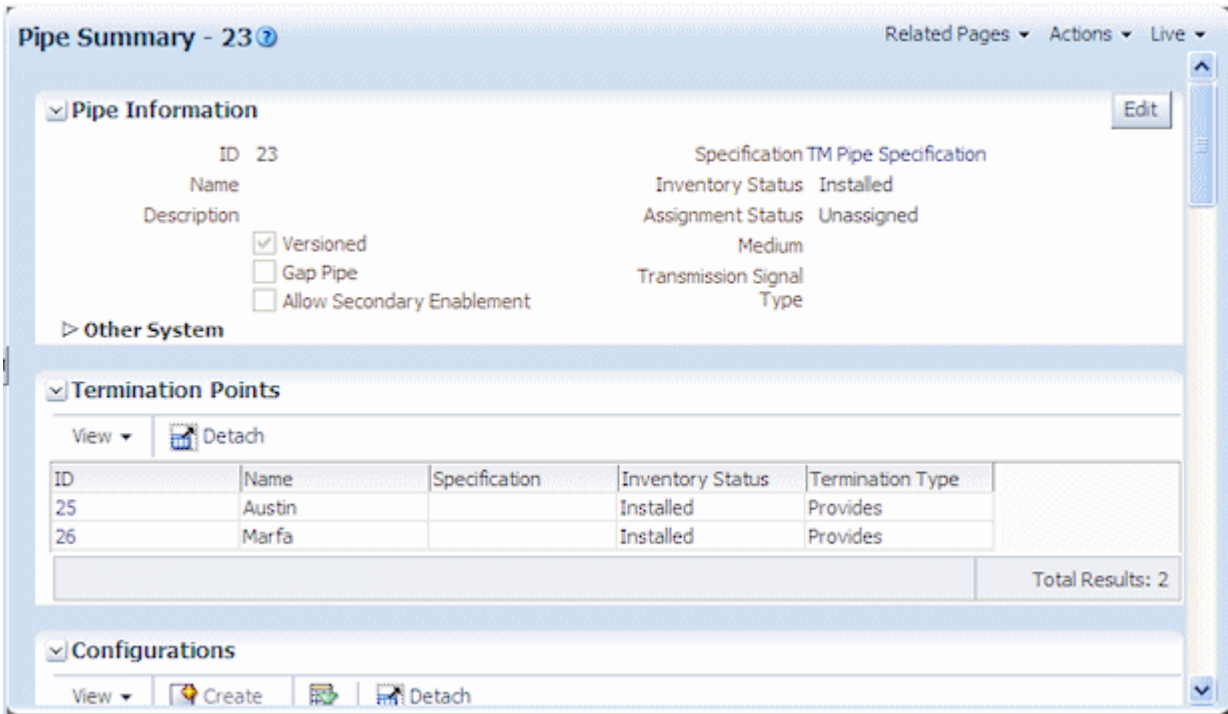 Pipe Summary - 23 Related Pages Actions Live
Pipe Information Edit
ID 23 Specification TM Pipe Specification
Name Inventory Status Installed
Description Assignment Status Unassigned
Versioned Medium
Gap Pipe Transmission Signal
Allow Secondary Enablement Type
Other System
Termination Points
View Detach
ID Name Specification Inventory Status Termination Type
25 Austin Installed Provides
26 Marfa Installed Provides
Total Results: 2
Configurations
View Create Detach